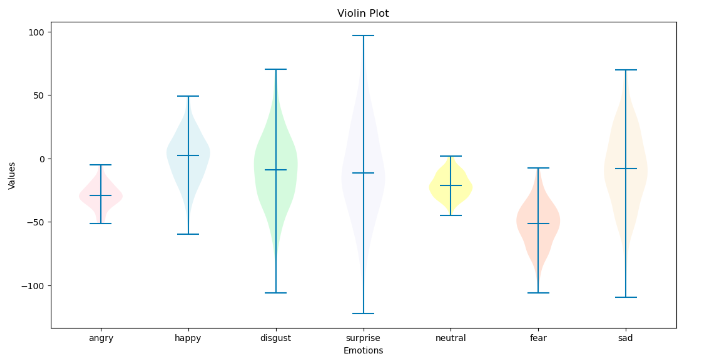 Violin Plot
100
50
0
−50
−100
Values
angry happy disgust surprise neutral fear sad
Emotions